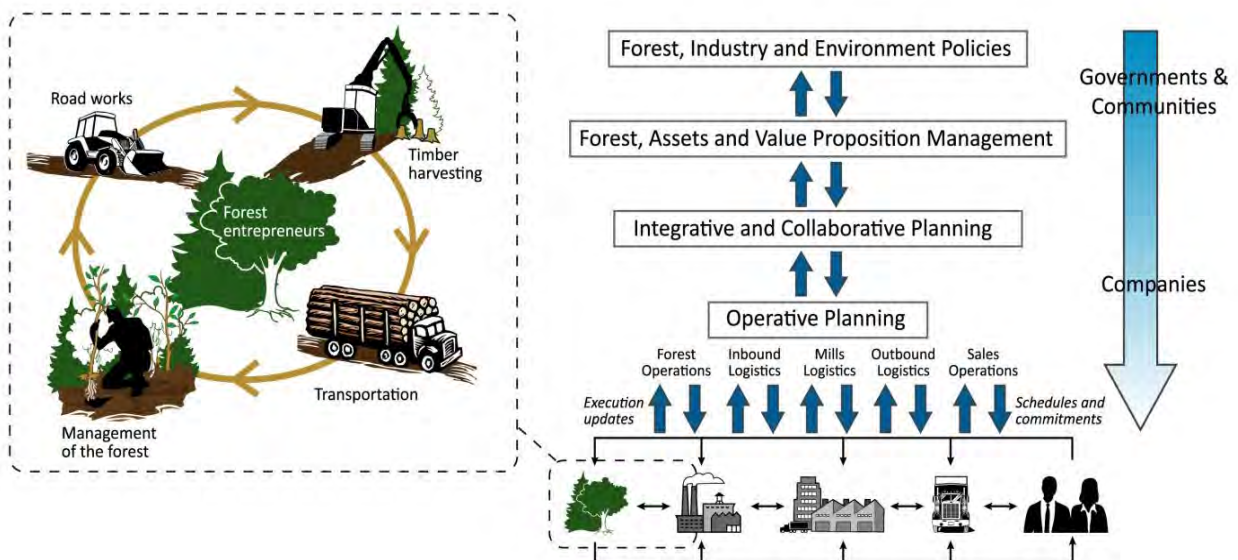 Road works
Timber
harvesting
Forest
entrepreneurs
Transportation
Management
of the forest
Forest, Industry and Environment Policies
Governments &
Communities
Forest, Assets and Value Proposition Management
Integrative and Collaborative Planning
Companies
Operative Planning
Forest
Operations
Inbound
Logistics
Mills
Logistics
Outbound
Logistics
Sales
Operations
Execution
updates
Schedules and
commitments